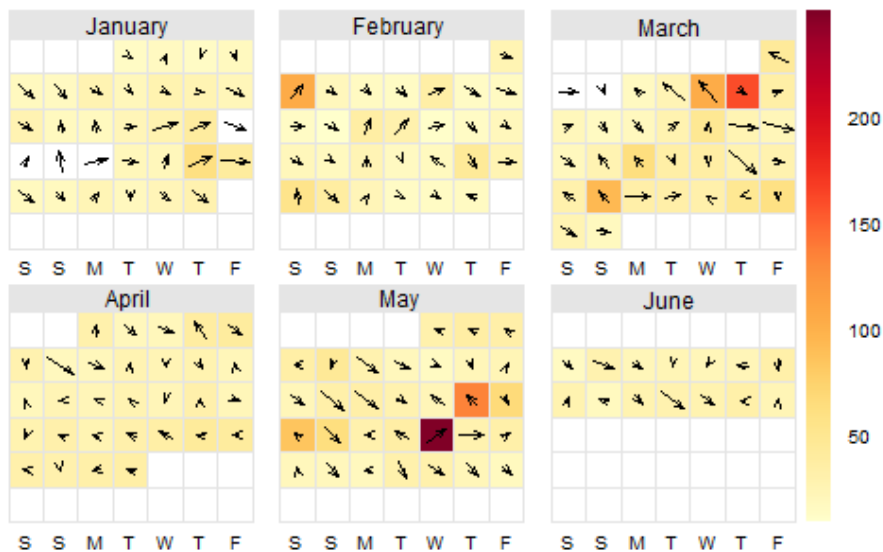 January February March
200
150
S S M T W T F S S M T W T F S S M T W T F
April May June
100
50
S S M T W T F S S M T W T F S S M T W T F